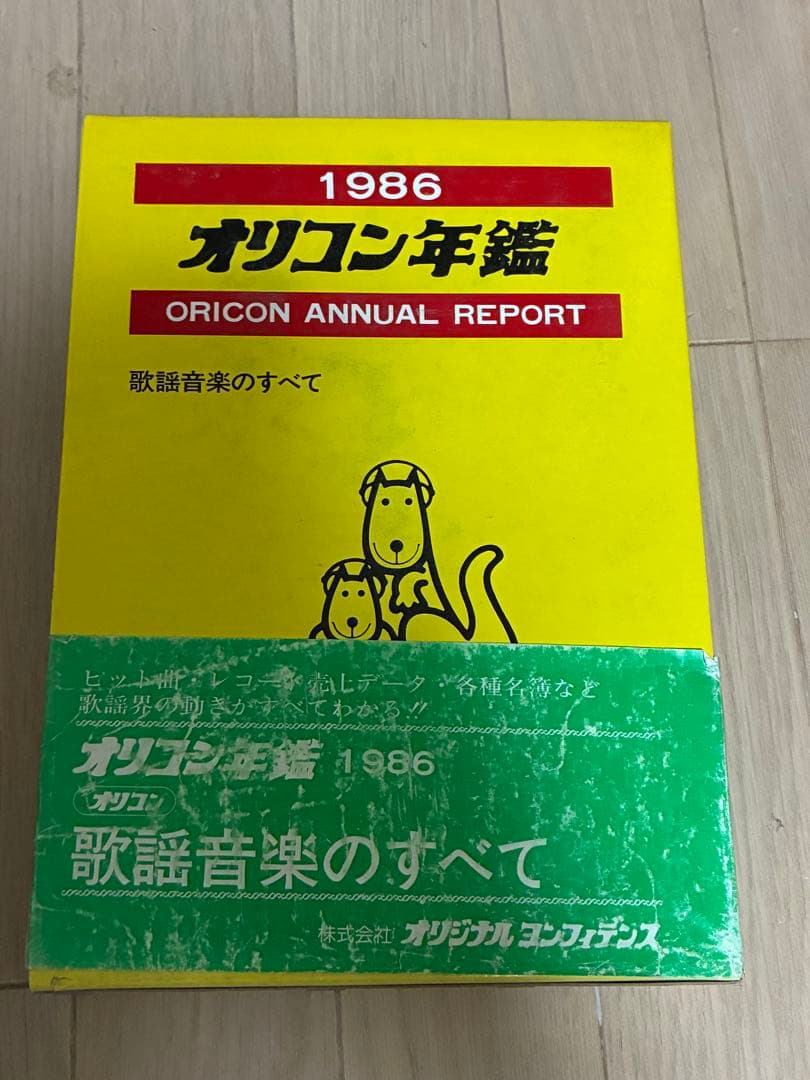 1986
オリコン年鑑
ORICON ANNUAL REPORT
歌謡音楽のすべて
ヒット曲・レコード売上データ・各種名簿など
歌謡界の動きがすべてわかる!!
オリコン年鑑 1986
オリコン
歌謡音楽のすべて
株式会社 オリジナルコンフィデンス